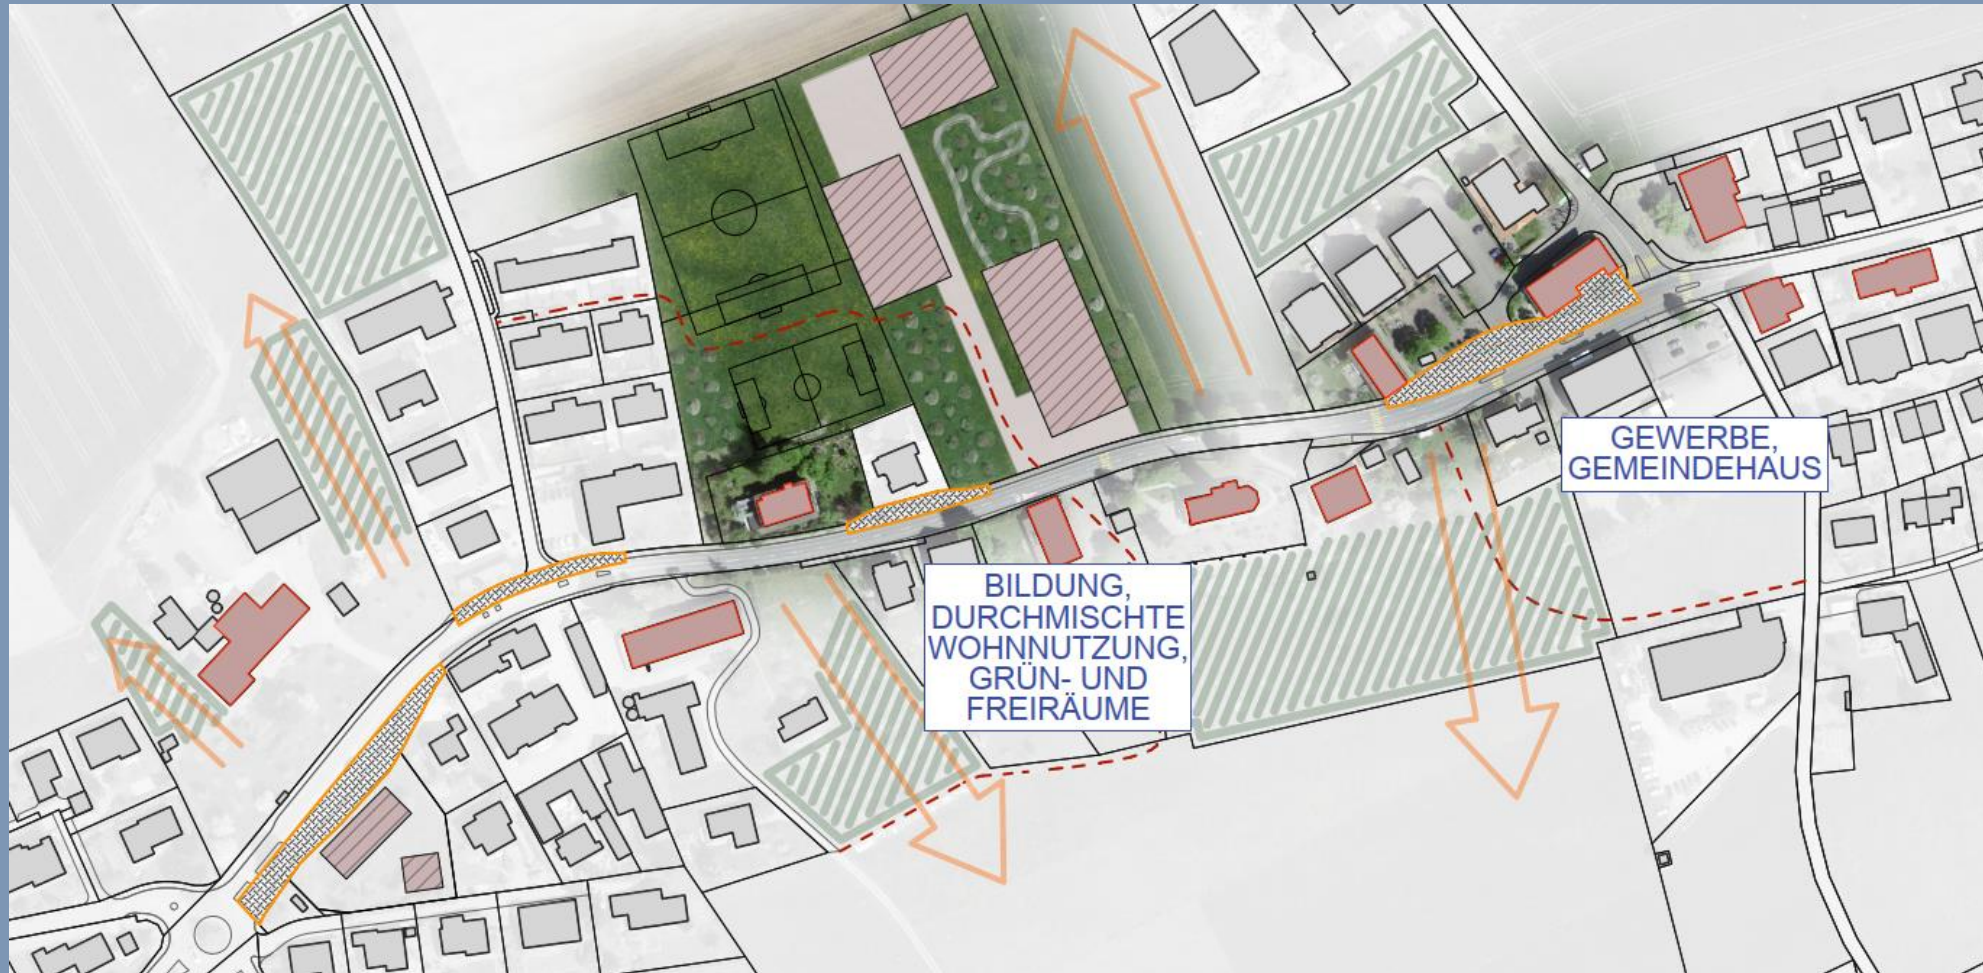 GEWERBE,
GEMEINDEHAUS
BILDUNG,
DURCHMISCHTE
WOHNNUTZUNG,
GRÜN- UND
FREIRÄUME